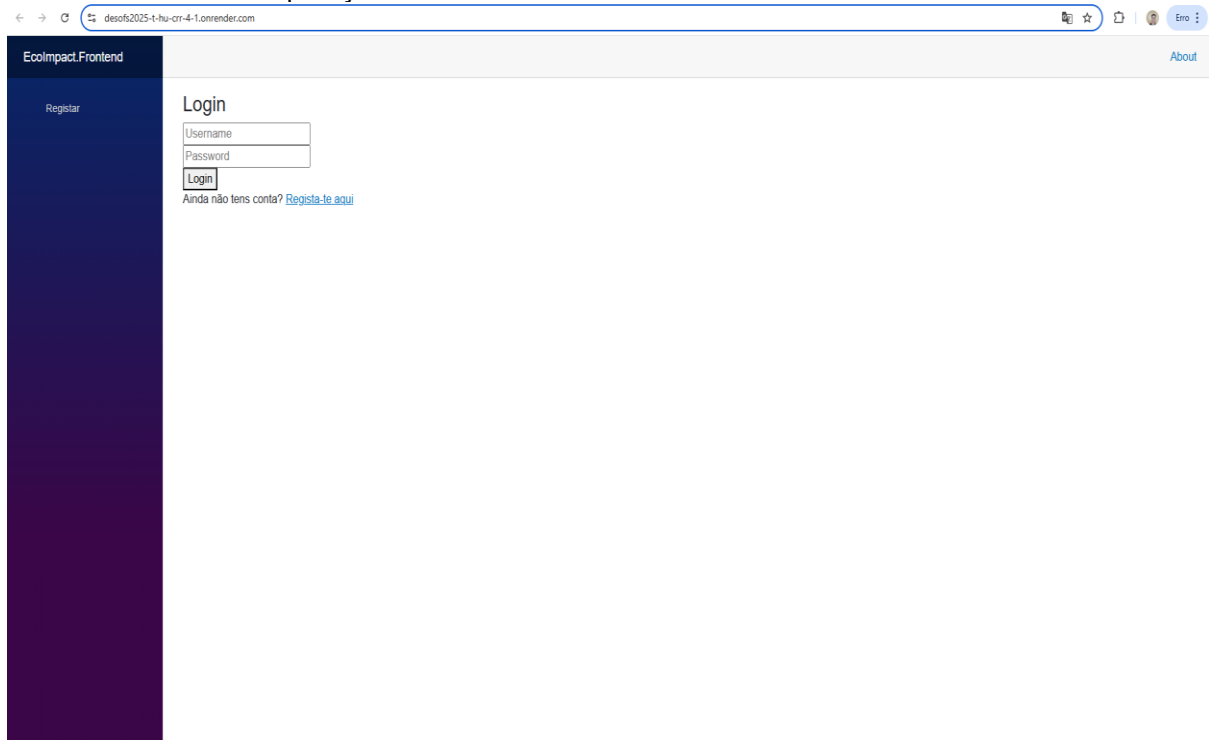 desofs2025-t-hu-crr-4-1.onrender.com
Erro
EcoImpact.Frontend
About
Registar
Login
Username
Password
Login
Ainda não tens conta? Regista-te aqui